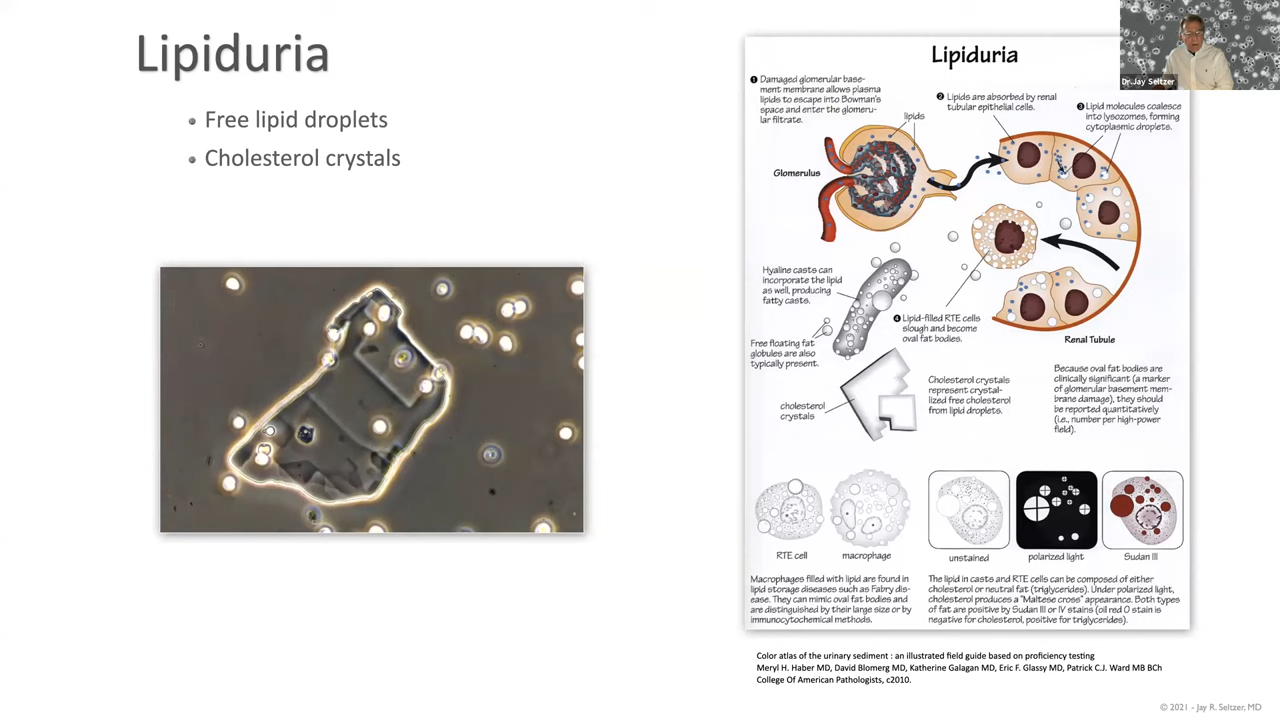 Lipiduria
Free lipid droplets
Cholesterol crystals
Dr.Jay Seltzer
Lipiduria
1 Damaged glomerular base-
ment membrane allows plasma
lipids to escape into Bowman's
space and enter the glomeru-
lar filtrate.
lipids
2 Lipids are absorbed by renal
tubular epithelial cells.
3 Lipid molecules coalesce
into lysozomes, forming
cytoplasmic droplets.
Glomerulus
Hyaline casts can
incorporate the lipid
as well, producing
fatty casts.
4 Lipid-filled RTE cells
slough and become
oval fat bodies.
Renal Tubule
Free floating fat
globules are also
typically present.
cholesterol
crystals
Cholesterol crystals
represent crystal-
lized free cholesterol
from lipid droplets.
Because oval fat bodies are
clinically significant (a marker
of glomerular basement mem-
brane damage), they should
be reported quantitatively
(i.e., number per high-power
field).
RTE cell
macrophage
unstained
polarized light
Sudan III
Macrophages filled with lipid are found in
lipid storage diseases such as Fabry dis-
ease. They can mimic oval fat bodies and
are distinguished by their large size or by
immunocytochemical methods.
The lipid in casts and RTE cells can be composed of either
cholesterol or neutral fat (triglycerides). Under polarized light,
cholesterol produces a "Maltese cross" appearance. Both types
of fat are positive by Sudan III or IV stains (oil red O stain is
negative for cholesterol, positive for triglycerides).
Color atlas of the urinary sediment : an illustrated field guide based on proficiency testing
Meryl H. Haber MD, David Blomerg MD, Katherine Galagan MD, Eric F. Glassy MD, Patrick C.J. Ward MB BCh
College Of American Pathologists, c2010.
© 2021 - Jay R. Seltzer, MD